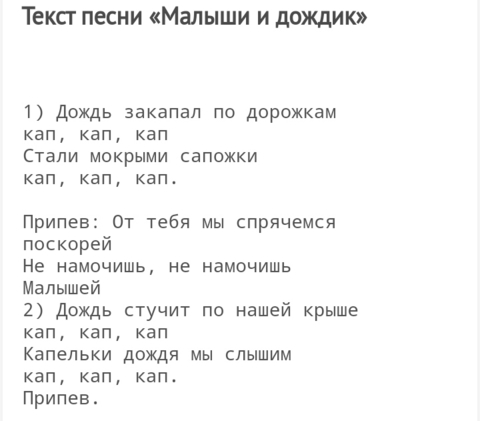 Текст песни «Малыши и дождик»
1) Дождь закапал по дорожкам
кап, кап, кап
Стали мокрыми сапожки
кап, кап, кап.
Припев: От тебя мы спрячемся
поскорей
Не намочишь, не намочишь
Малышей
2) Дождь стучит по нашей крыше
кап, кап, кап
Капельки дождя мы слышим
кап, кап, кап.
Припев.